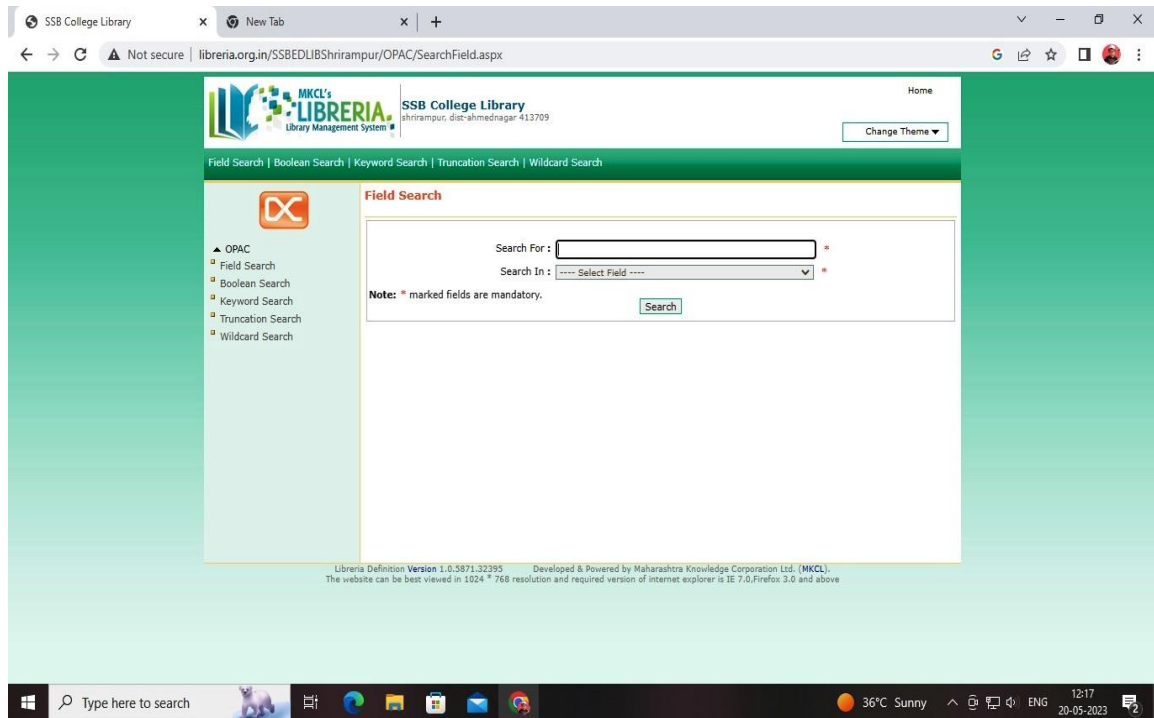 SSB College Library
New Tab
Not secure | libreria.org.in/SSBEDLIBShrirampur/OPAC/SearchField.aspx
MKCL's
LIBRERIA
Library Management System
SSB College Library
shrirampur, dist-ahmednagar 413709
Home
Change Theme
Field Search | Boolean Search | Keyword Search | Truncation Search | Wildcard Search
Field Search
OPAC
Field Search
Boolean Search
Keyword Search
Truncation Search
Wildcard Search
Search For : *
Search In : ---- Select Field ---- *
Note: * marked fields are mandatory.
Search
Libreria Definition Version 1.0.5871.32395 Developed & Powered by Maharashtra Knowledge Corporation Ltd. (MKCL).
The website can be best viewed in 1024 * 768 resolution and required version of internet explorer is IE 7.0,Firefox 3.0 and above
Type here to search
36°C Sunny
ENG
12:17
20-05-2023
2